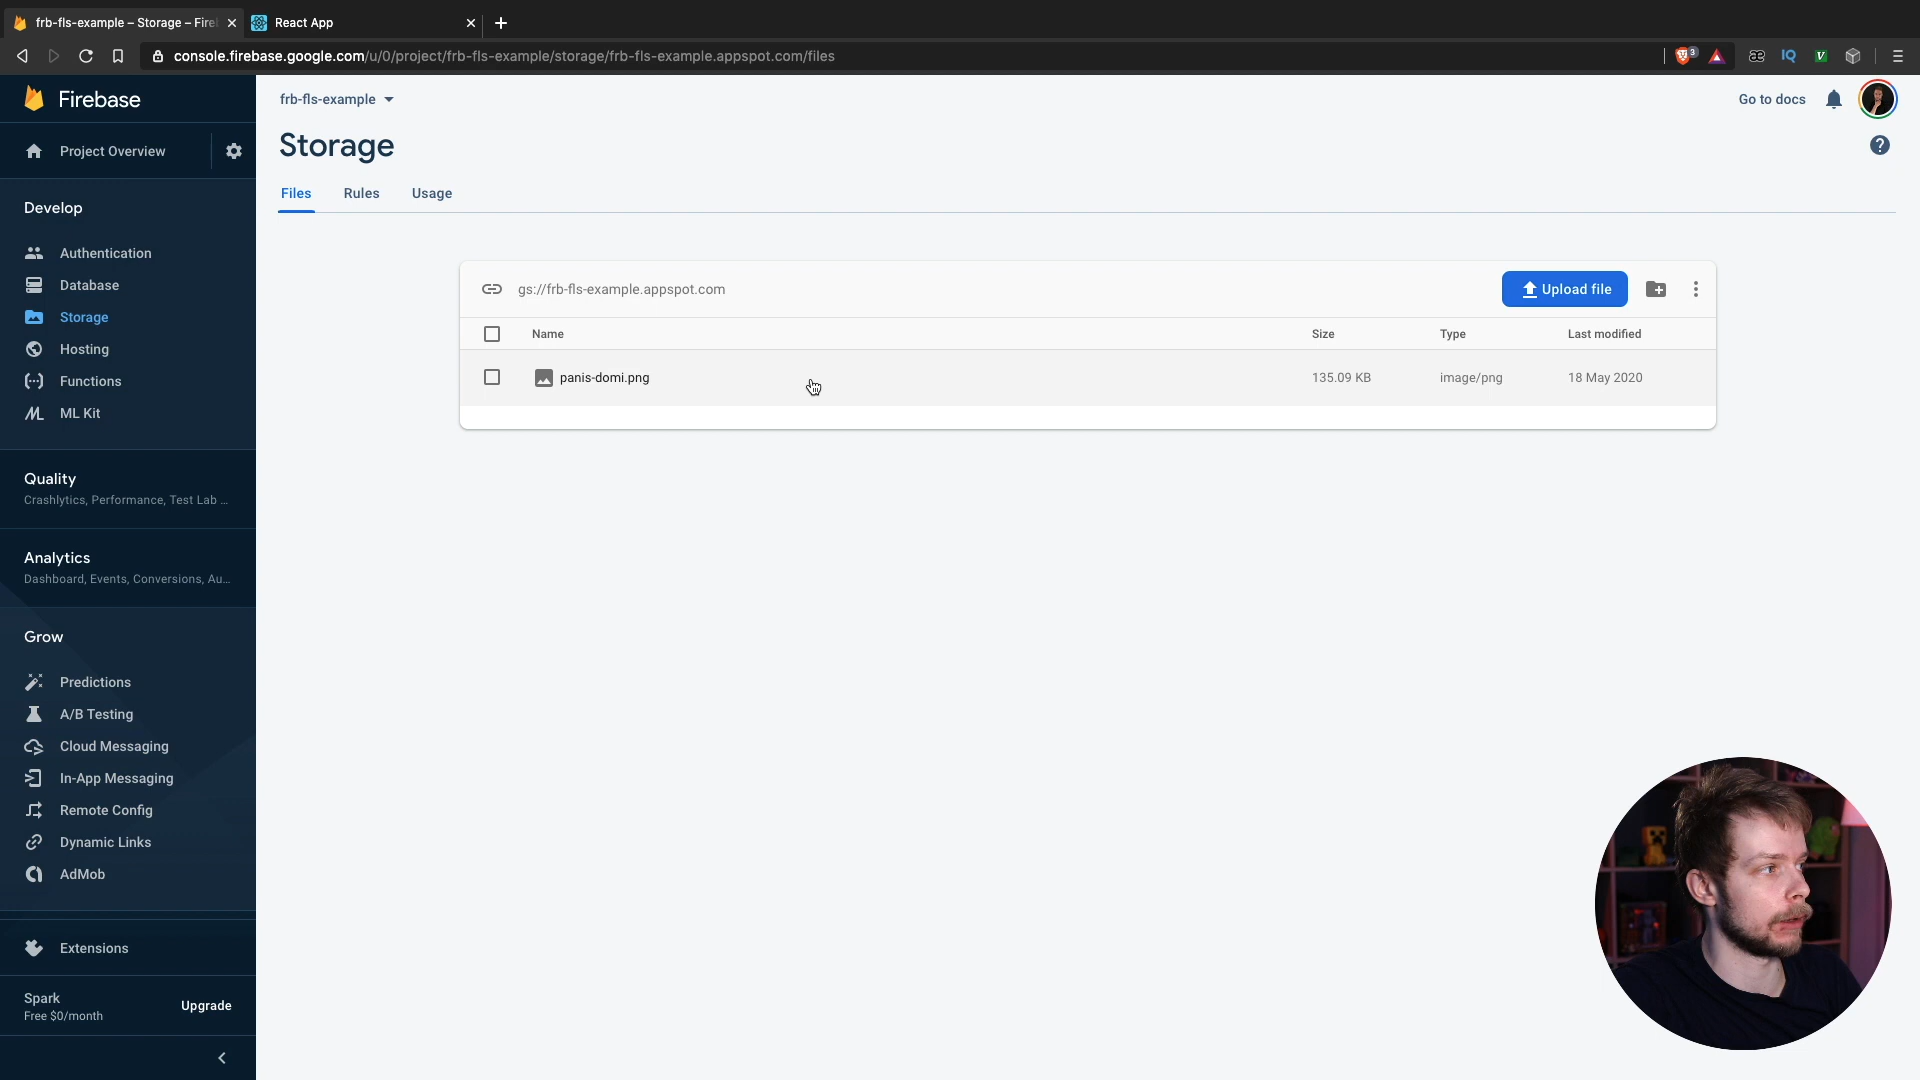 frb-fls-example – Storage – Fire
React App
console.firebase.google.com/u/0/project/frb-fls-example/storage/frb-fls-example.appspot.com/files
3
æ
IQ
V
Firebase
frb-fls-example
Go to docs
Project Overview
Storage
?
Files
Rules
Usage
Develop
Authentication
Database
Storage
Hosting
Functions
ML Kit
gs://frb-fls-example.appspot.com
Upload file
Name
Size
Type
Last modified
panis-domi.png
135.09 KB
image/png
18 May 2020
Quality
Crashlytics, Performance, Test Lab ...
Analytics
Dashboard, Events, Conversions, Au...
Grow
Predictions
A/B Testing
Cloud Messaging
In-App Messaging
Remote Config
Dynamic Links
AdMob
Extensions
Spark
Free $0/month
Upgrade